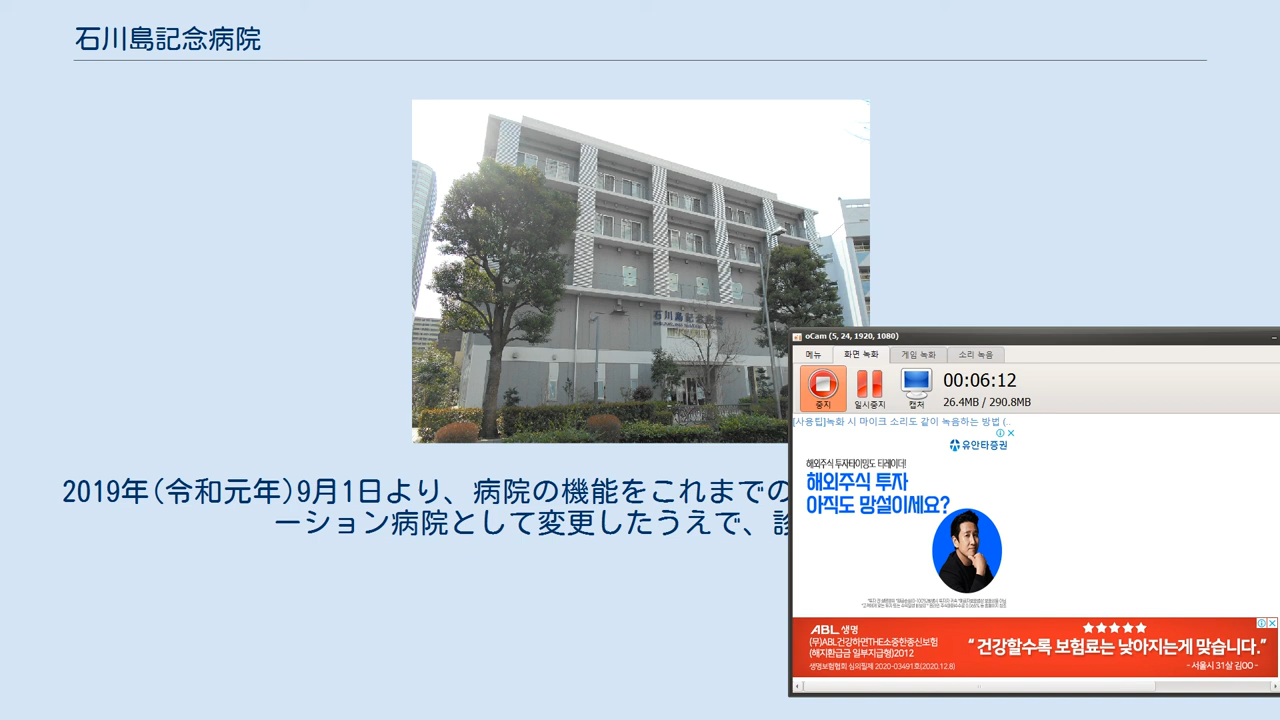 石川島記念病院
石川島記念病院
2019年(令和元年)9月1日より、病院の機能をこれまでの
ーション病院として変更したうえで、診
oCam (5, 24, 1920, 1080)
메뉴
화면 녹화
게임 녹화
소리 녹음
중지
일시중지
캡처
00:06:12
26.4MB / 290.8MB
[사용팁]녹화 시 마이크 소리도 같이 녹음하는 방법 (..
유안타증권
해외주식 투자타이밍도 티레이더!
해외주식 투자
아직도 망설이세요?
ABL 생명
(무)ABL건강하면THE소중한종신보험
(해지환급금 일부지급형)2012
생명보험협회 심의필제 2020-03491호(2020.12.8)
“ 건강할수록 보험료는 낮아지는게 맞습니다.”
- 서울시 31살 김OO -